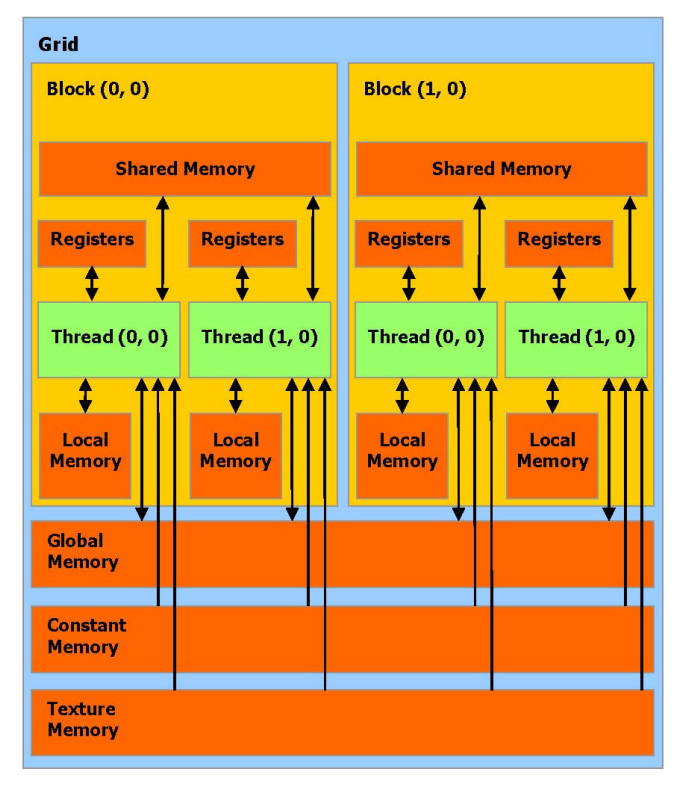 Grid
Block (0, 0)
Block (1, 0)
Shared Memory
Shared Memory
Registers
Registers
Registers
Registers
Thread (0, 0)
Thread (1, 0)
Thread (0, 0)
Thread (1, 0)
Local
Memory
Local
Memory
Local
Memory
Local
Memory
Global
Memory
Constant
Memory
Texture
Memory